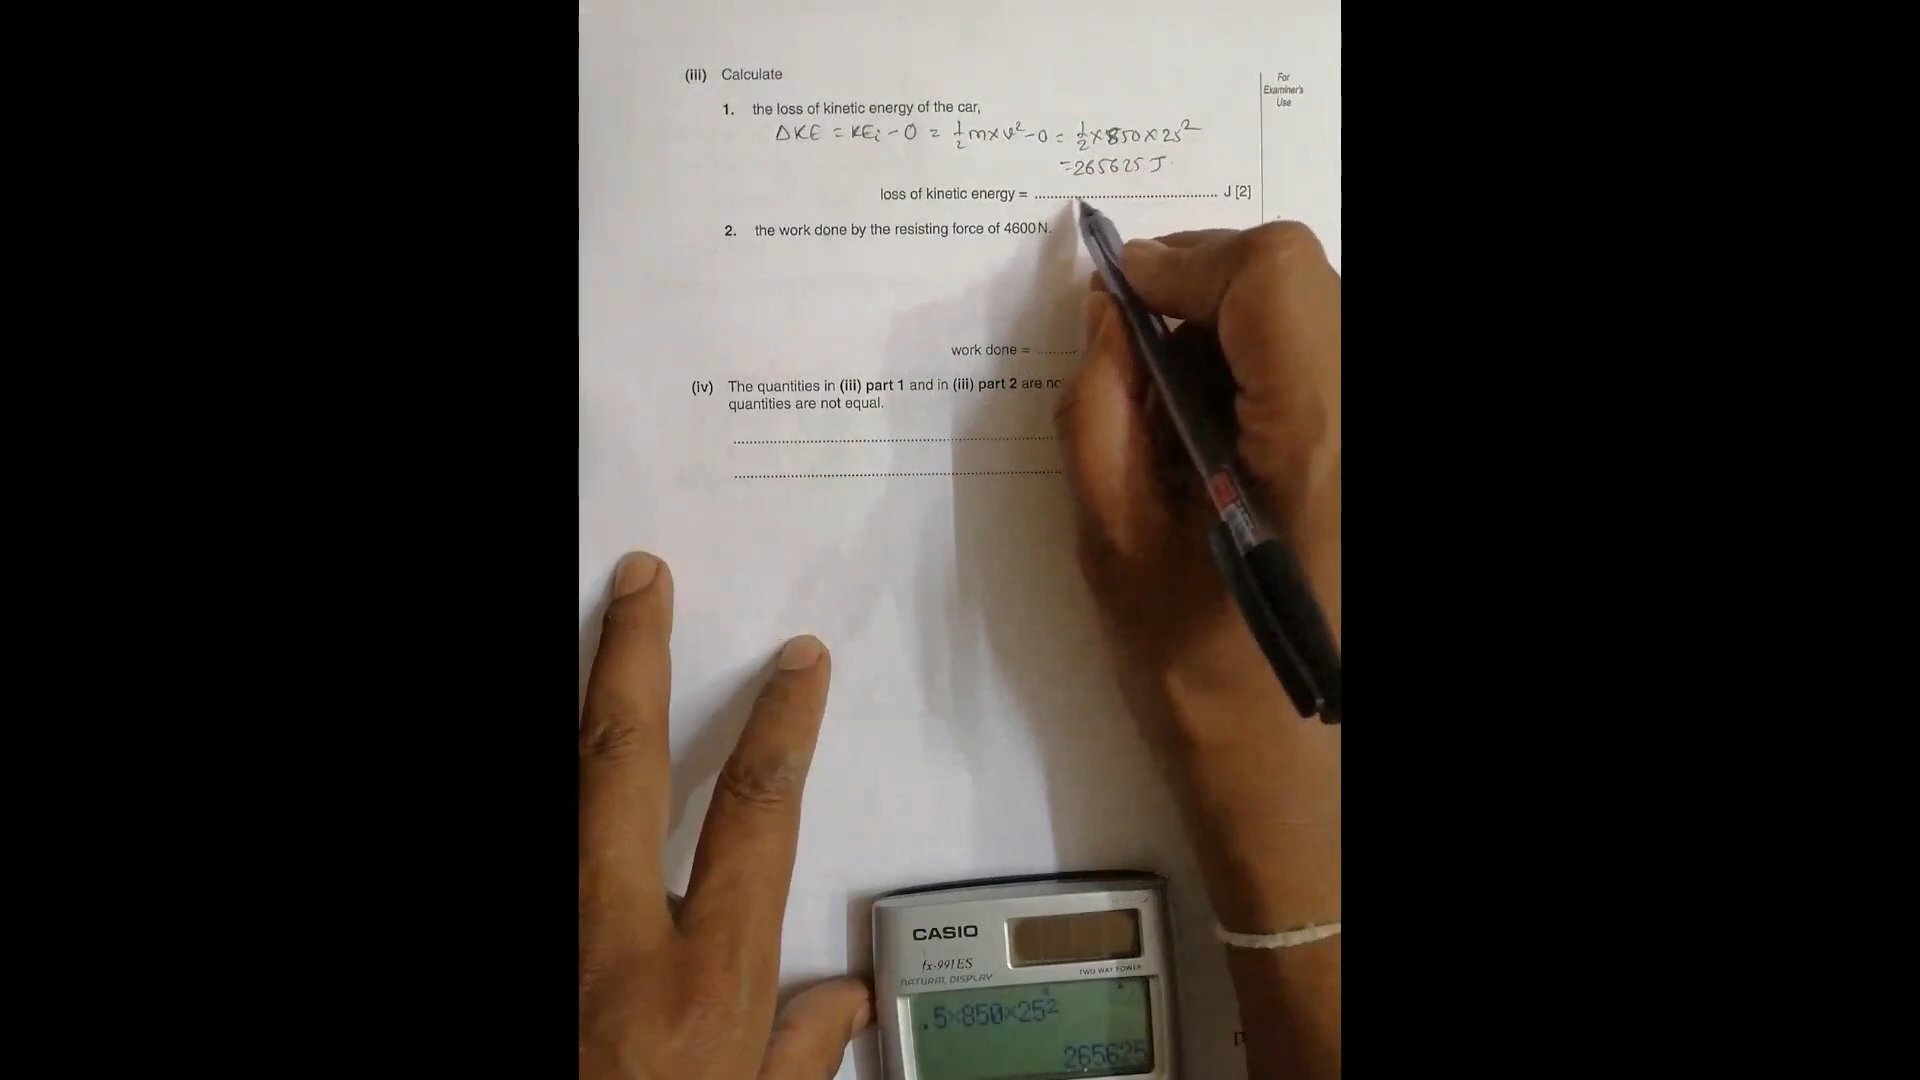 (iii) Calculate
For
Examiner's
Use
1. the loss of kinetic energy of the car,
ΔKE = KEi - 0 = 1/2 m×v² - 0 = 1/2 × 850 × 25²
= 265625 J.
loss of kinetic energy = .............................................. J [2]
2. the work done by the resisting force of 4600 N.
work done = ..........
(iv) The quantities in (iii) part 1 and in (iii) part 2 are
quantities are not equal.
CASIO
fx-991ES
NATURAL DISPLAY
TWO WAY POWER
.5×850×25²
265625